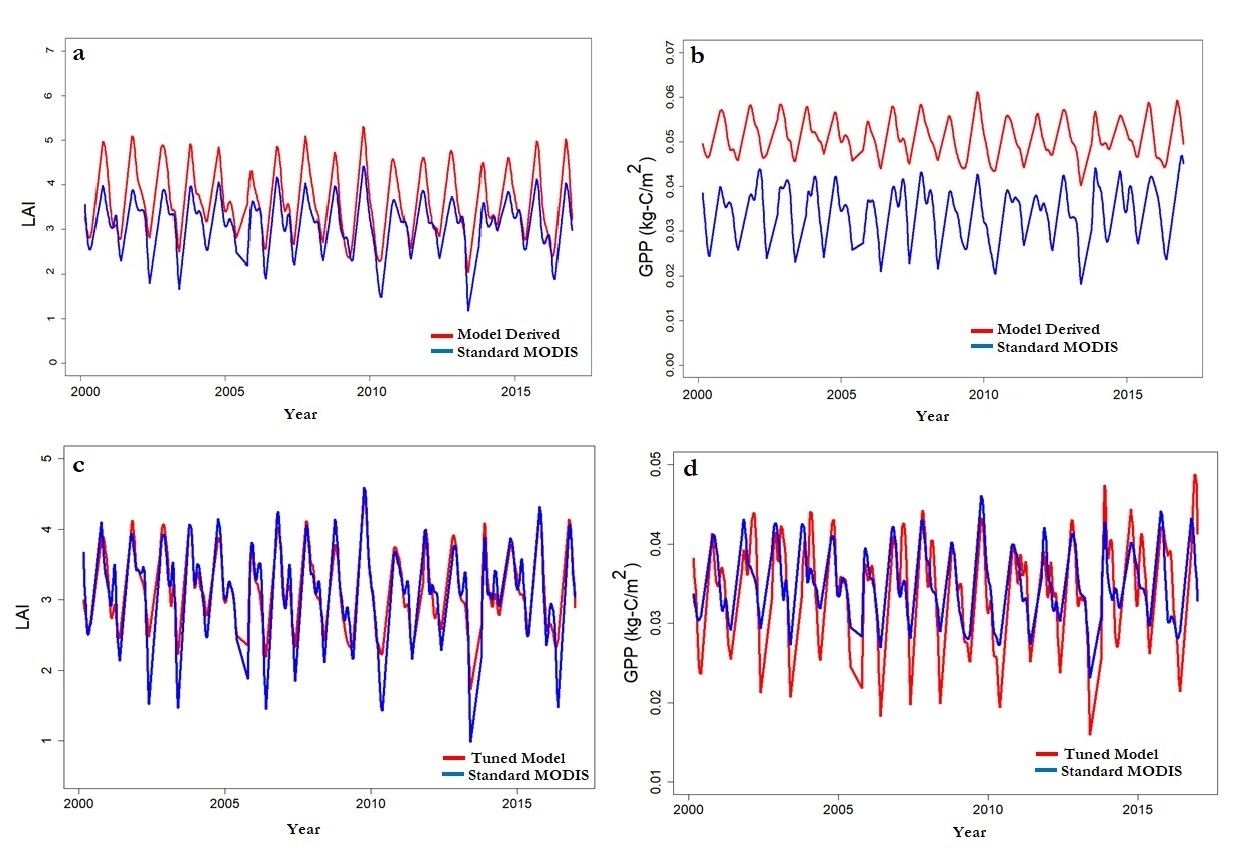 a
7
6
5
4
3
2
1
0
LAI
2000 2005 2010 2015
Year
Model Derived
Standard MODIS
b
0.07
0.06
0.05
0.04
0.03
0.02
0.01
0.00
GPP (kg-C/m²)
2000 2005 2010 2015
Year
Model Derived
Standard MODIS
c
5
4
3
2
1
LAI
2000 2005 2010 2015
Year
Tuned Model
Standard MODIS
d
0.05
0.04
0.03
0.02
0.01
GPP (kg-C/m²)
2000 2005 2010 2015
Year
Tuned Model
Standard MODIS